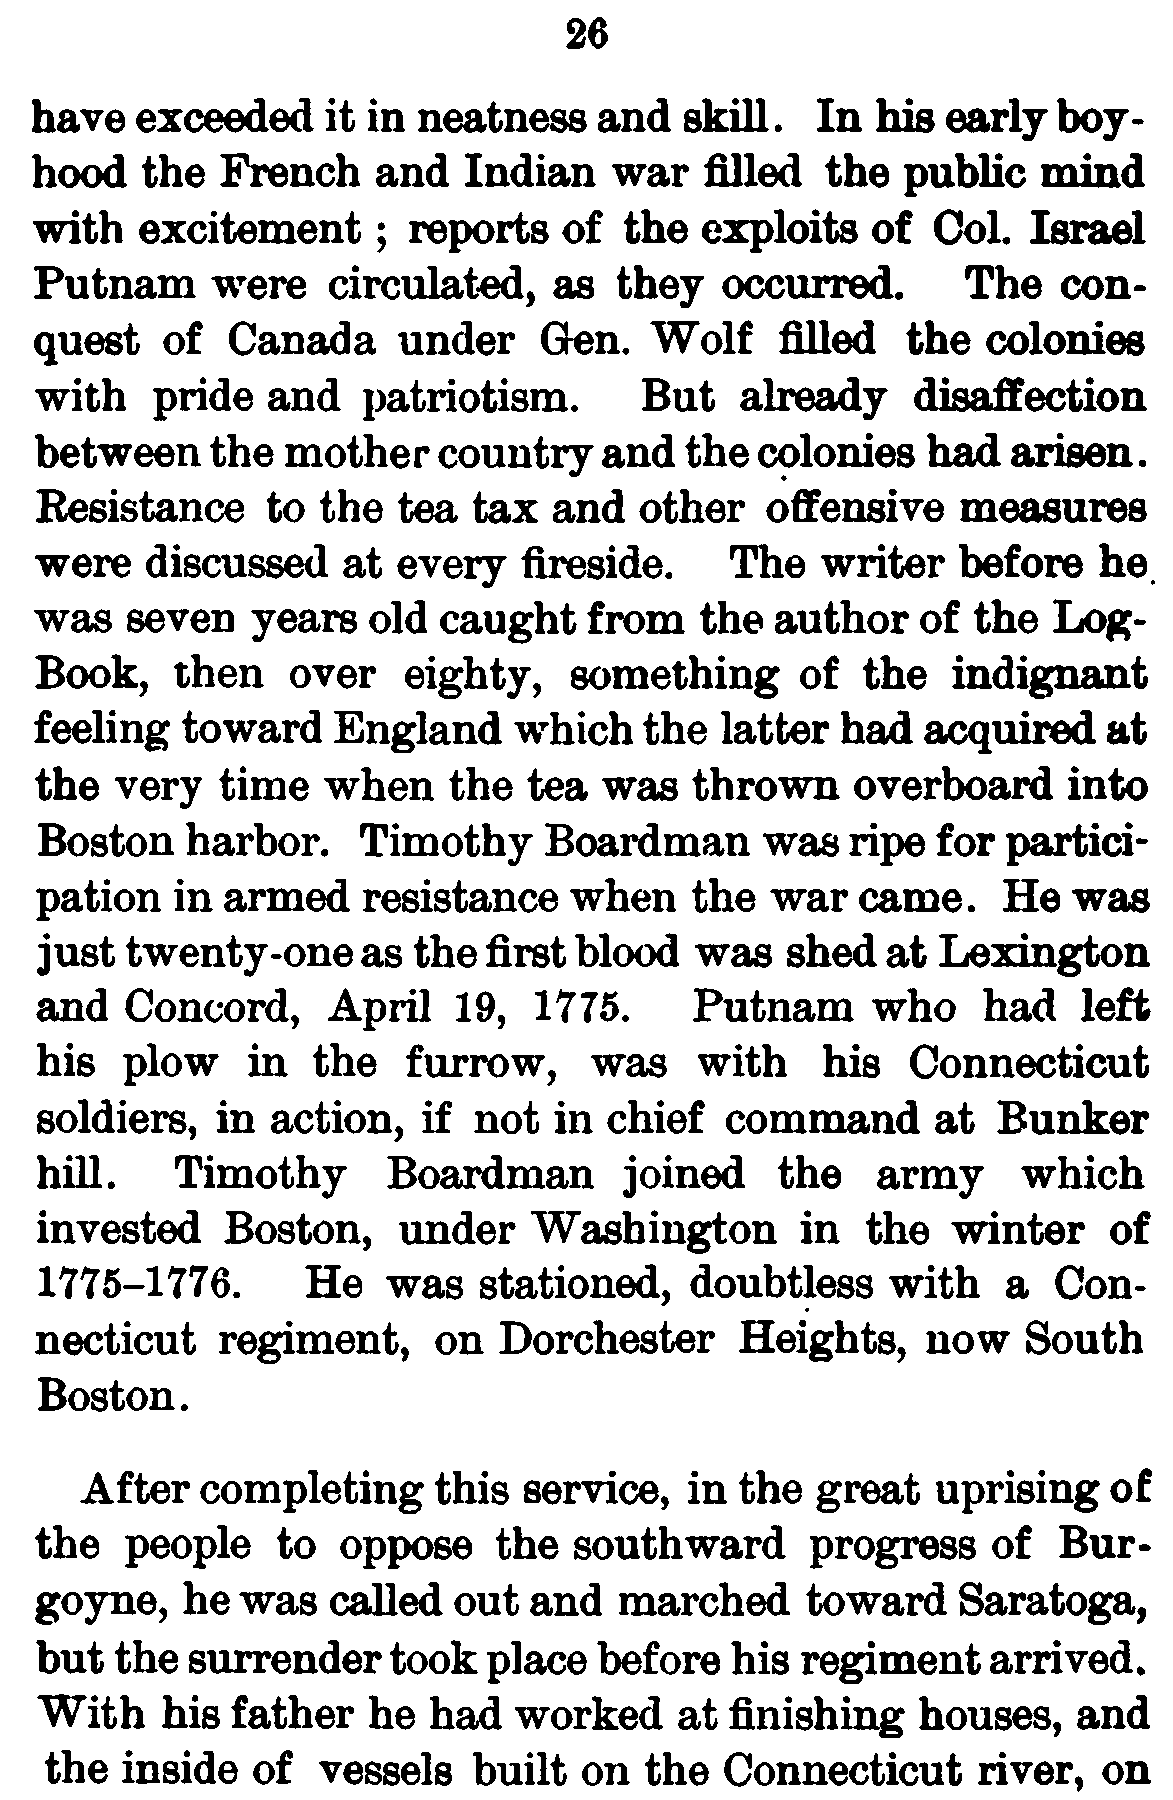 26
have exceeded it in neatness and skill. In his early boy-
hood the French and Indian war filled the public mind
with excitement ; reports of the exploits of Col. Israel
Putnam were circulated, as they occurred. The con-
quest of Canada under Gen. Wolf filled the colonies
with pride and patriotism. But already disaffection
between the mother country and the colonies had arisen.
Resistance to the tea tax and other offensive measures
were discussed at every fireside. The writer before he
was seven years old caught from the author of the Log-
Book, then over eighty, something of the indignant
feeling toward England which the latter had acquired at
the very time when the tea was thrown overboard into
Boston harbor. Timothy Boardman was ripe for partici-
pation in armed resistance when the war came. He was
just twenty-one as the first blood was shed at Lexington
and Concord, April 19, 1775. Putnam who had left
his plow in the furrow, was with his Connecticut
soldiers, in action, if not in chief command at Bunker
hill. Timothy Boardman joined the army which
invested Boston, under Washington in the winter of
1775–1776. He was stationed, doubtless with a Con-
necticut regiment, on Dorchester Heights, now South
Boston.
After completing this service, in the great uprising of
the people to oppose the southward progress of Bur-
goyne, he was called out and marched toward Saratoga,
but the surrender took place before his regiment arrived.
With his father he had worked at finishing houses, and
the inside of vessels built on the Connecticut river, on